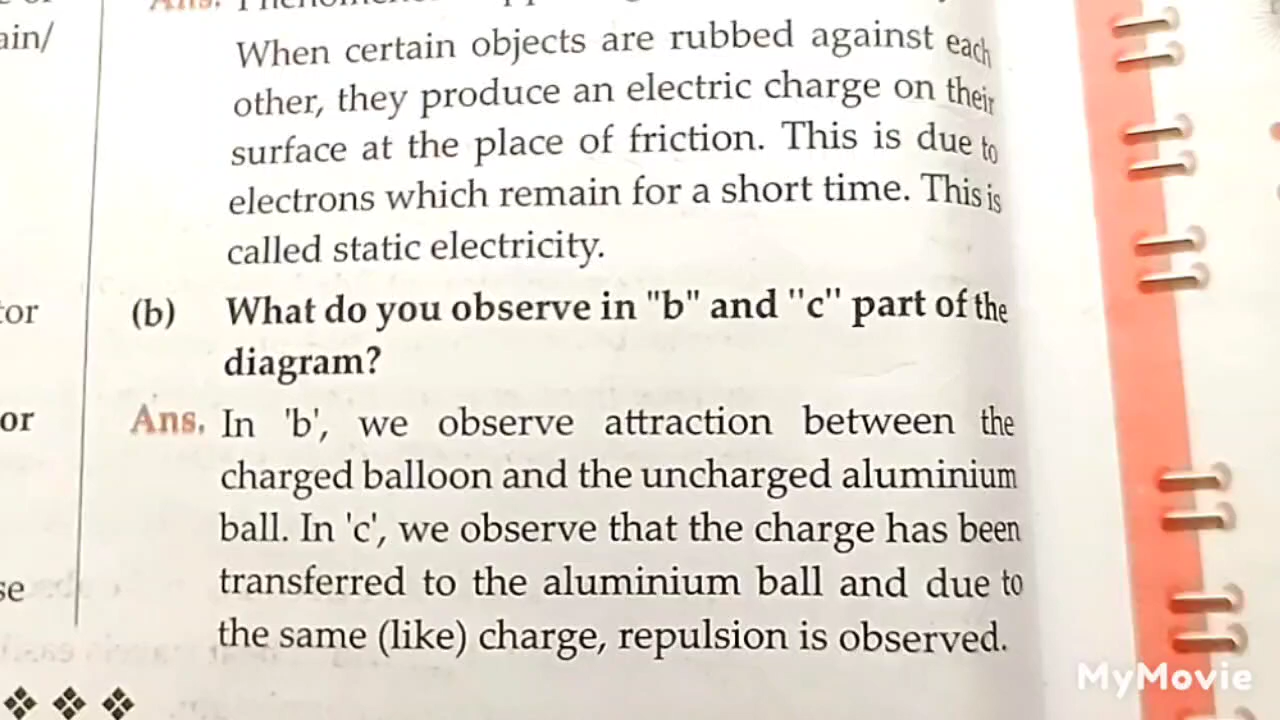 Ans.
ain/
When certain objects are rubbed against each
other, they produce an electric charge on their
surface at the place of friction. This is due to
electrons which remain for a short time. This is
called static electricity.
tor
(b) What do you observe in "b" and "c" part of the
diagram?
or
Ans. In 'b', we observe attraction between the
charged balloon and the uncharged aluminium
ball. In 'c', we observe that the charge has been
transferred to the aluminium ball and due to
se
the same (like) charge, repulsion is observed.
MyMovie